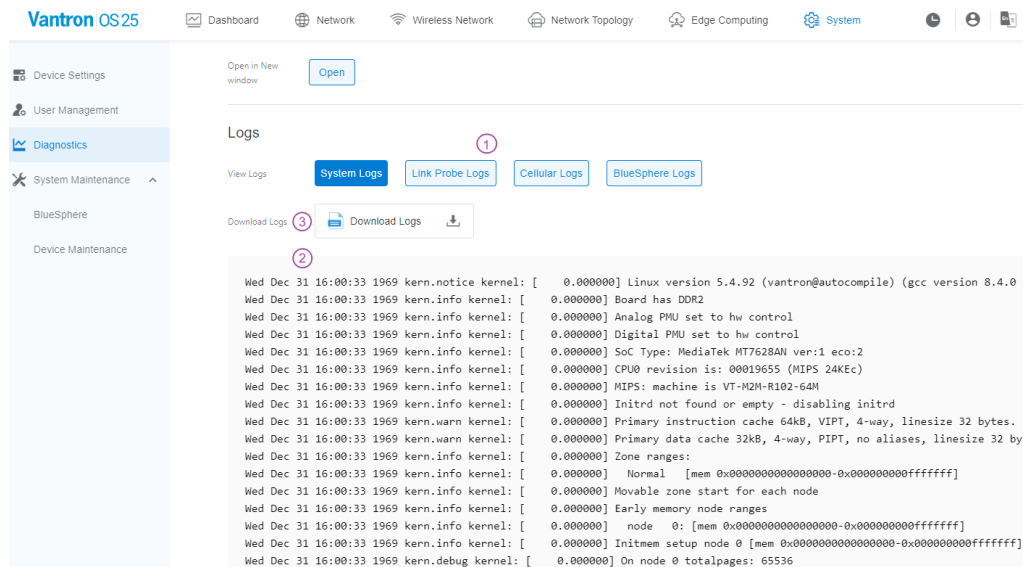 Vantron OS25 Dashboard Network Wireless Network Network Topology Edge Computing System
Device Settings
User Management
Diagnostics
System Maintenance
BlueSphere
Device Maintenance
Open in New
window
Open
Logs
1
View Logs System Logs Link Probe Logs Cellular Logs BlueSphere Logs
Download Logs 3 Download Logs
2
Wed Dec 31 16:00:33 1969 kern.notice kernel: [    0.000000] Linux version 5.4.92 (vantron@autocompile) (gcc version 8.4.0
Wed Dec 31 16:00:33 1969 kern.info kernel: [    0.000000] Board has DDR2
Wed Dec 31 16:00:33 1969 kern.info kernel: [    0.000000] Analog PMU set to hw control
Wed Dec 31 16:00:33 1969 kern.info kernel: [    0.000000] Digital PMU set to hw control
Wed Dec 31 16:00:33 1969 kern.info kernel: [    0.000000] SoC Type: MediaTek MT7628AN ver:1 eco:2
Wed Dec 31 16:00:33 1969 kern.info kernel: [    0.000000] CPU0 revision is: 00019655 (MIPS 24KEc)
Wed Dec 31 16:00:33 1969 kern.info kernel: [    0.000000] MIPS: machine is VT-M2M-R102-64M
Wed Dec 31 16:00:33 1969 kern.info kernel: [    0.000000] Initrd not found or empty - disabling initrd
Wed Dec 31 16:00:33 1969 kern.warn kernel: [    0.000000] Primary instruction cache 64kB, VIPT, 4-way, linesize 32 bytes.
Wed Dec 31 16:00:33 1969 kern.warn kernel: [    0.000000] Primary data cache 32kB, 4-way, PIPT, no aliases, linesize 32 by
Wed Dec 31 16:00:33 1969 kern.info kernel: [    0.000000] Zone ranges:
Wed Dec 31 16:00:33 1969 kern.info kernel: [    0.000000]   Normal   [mem 0x0000000000000000-0x000000000fffffff]
Wed Dec 31 16:00:33 1969 kern.info kernel: [    0.000000] Movable zone start for each node
Wed Dec 31 16:00:33 1969 kern.info kernel: [    0.000000] Early memory node ranges
Wed Dec 31 16:00:33 1969 kern.info kernel: [    0.000000]   node   0: [mem 0x0000000000000000-0x000000000fffffff]
Wed Dec 31 16:00:33 1969 kern.info kernel: [    0.000000] Initmem setup node 0 [mem 0x0000000000000000-0x000000000fffffff]
Wed Dec 31 16:00:33 1969 kern.debug kernel: [    0.000000] On node 0 totalpages: 65536